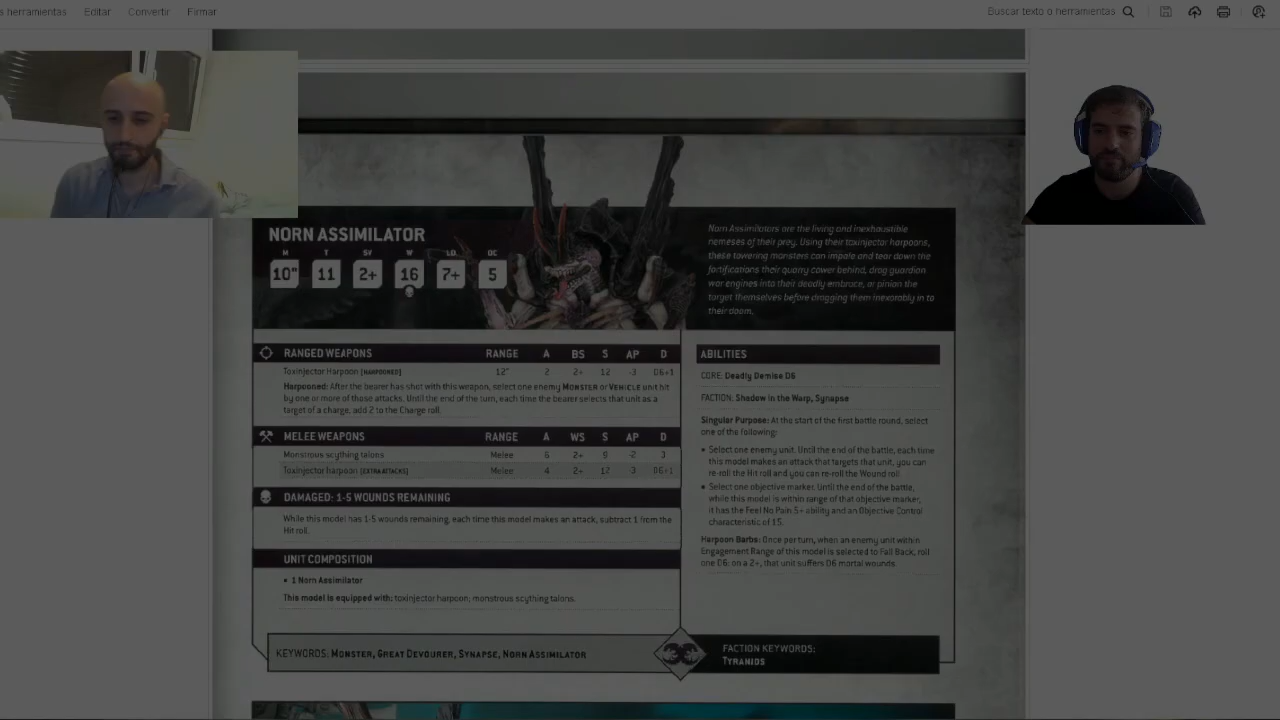 s herramientas Editar Convertir Firmar Buscar texto o herramientas
NORN ASSIMILATOR
M T SV W LD OC
10" 11 2+ 16 7+ 5
Norn Assimilators are the living and inexhaustible
nemeses of their prey. Using their toxinjector harpoons,
these towering monsters can impale and tear down the
fortifications their quarry cower behind, drag guardian
war engines into their deadly embrace, or pinion the
target themselves before dragging them inexorably in to
their doom.
RANGED WEAPONS RANGE A BS S AP D
Toxinjector Harpoon [HARPOONED] 12" 2 2+ 12 -3 D6+1
Harpooned: After the bearer has shot with this weapon, select one enemy MONSTER or VEHICLE unit hit
by one or more of those attacks. Until the end of the turn, each time the bearer selects that unit as a
target of a charge, add 2 to the Charge roll.
MELEE WEAPONS RANGE A WS S AP D
Monstrous scything talons Melee 6 2+ 9 -2 3
Toxinjector harpoon [EXTRA ATTACKS] Melee 4 2+ 12 -3 D6+1
DAMAGED: 1-5 WOUNDS REMAINING
While this model has 1-5 wounds remaining, each time this model makes an attack, subtract 1 from the
Hit roll.
UNIT COMPOSITION
• 1 Norn Assimilator
This model is equipped with: toxinjector harpoon; monstrous scything talons.
ABILITIES
CORE: Deadly Demise D6
FACTION: Shadow in the Warp, Synapse
Singular Purpose: At the start of the first battle round, select
one of the following:
• Select one enemy unit. Until the end of the battle, each time
this model makes an attack that targets that unit, you can
re-roll the Hit roll and you can re-roll the Wound roll.
• Select one objective marker. Until the end of the battle,
while this model is within range of that objective marker,
it has the Feel No Pain 5+ ability and an Objective Control
characteristic of 15.
Harpoon Barbs: Once per turn, when an enemy unit within
Engagement Range of this model is selected to Fall Back, roll
one D6: on a 2+, that unit suffers D6 mortal wounds.
KEYWORDS: MONSTER, GREAT DEVOURER, SYNAPSE, NORN ASSIMILATOR
FACTION KEYWORDS:
TYRANIDS